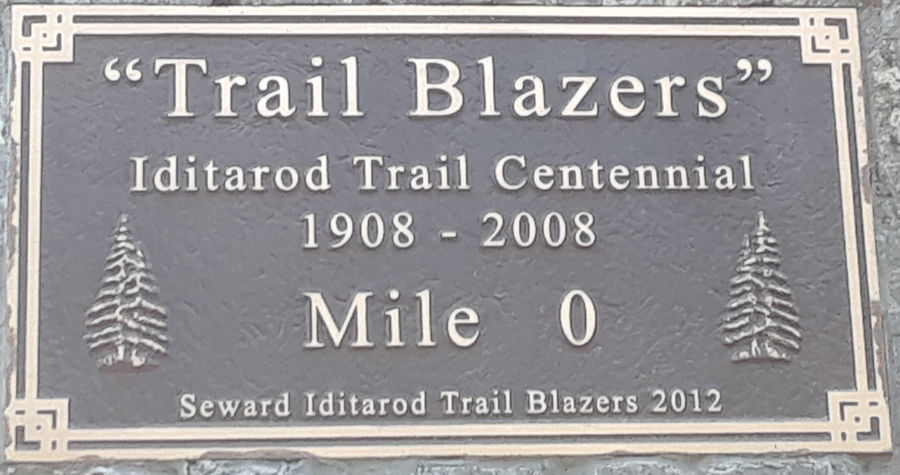 “Trail Blazers”
Iditarod Trail Centennial
1908 - 2008
Mile 0
Seward Iditarod Trail Blazers 2012